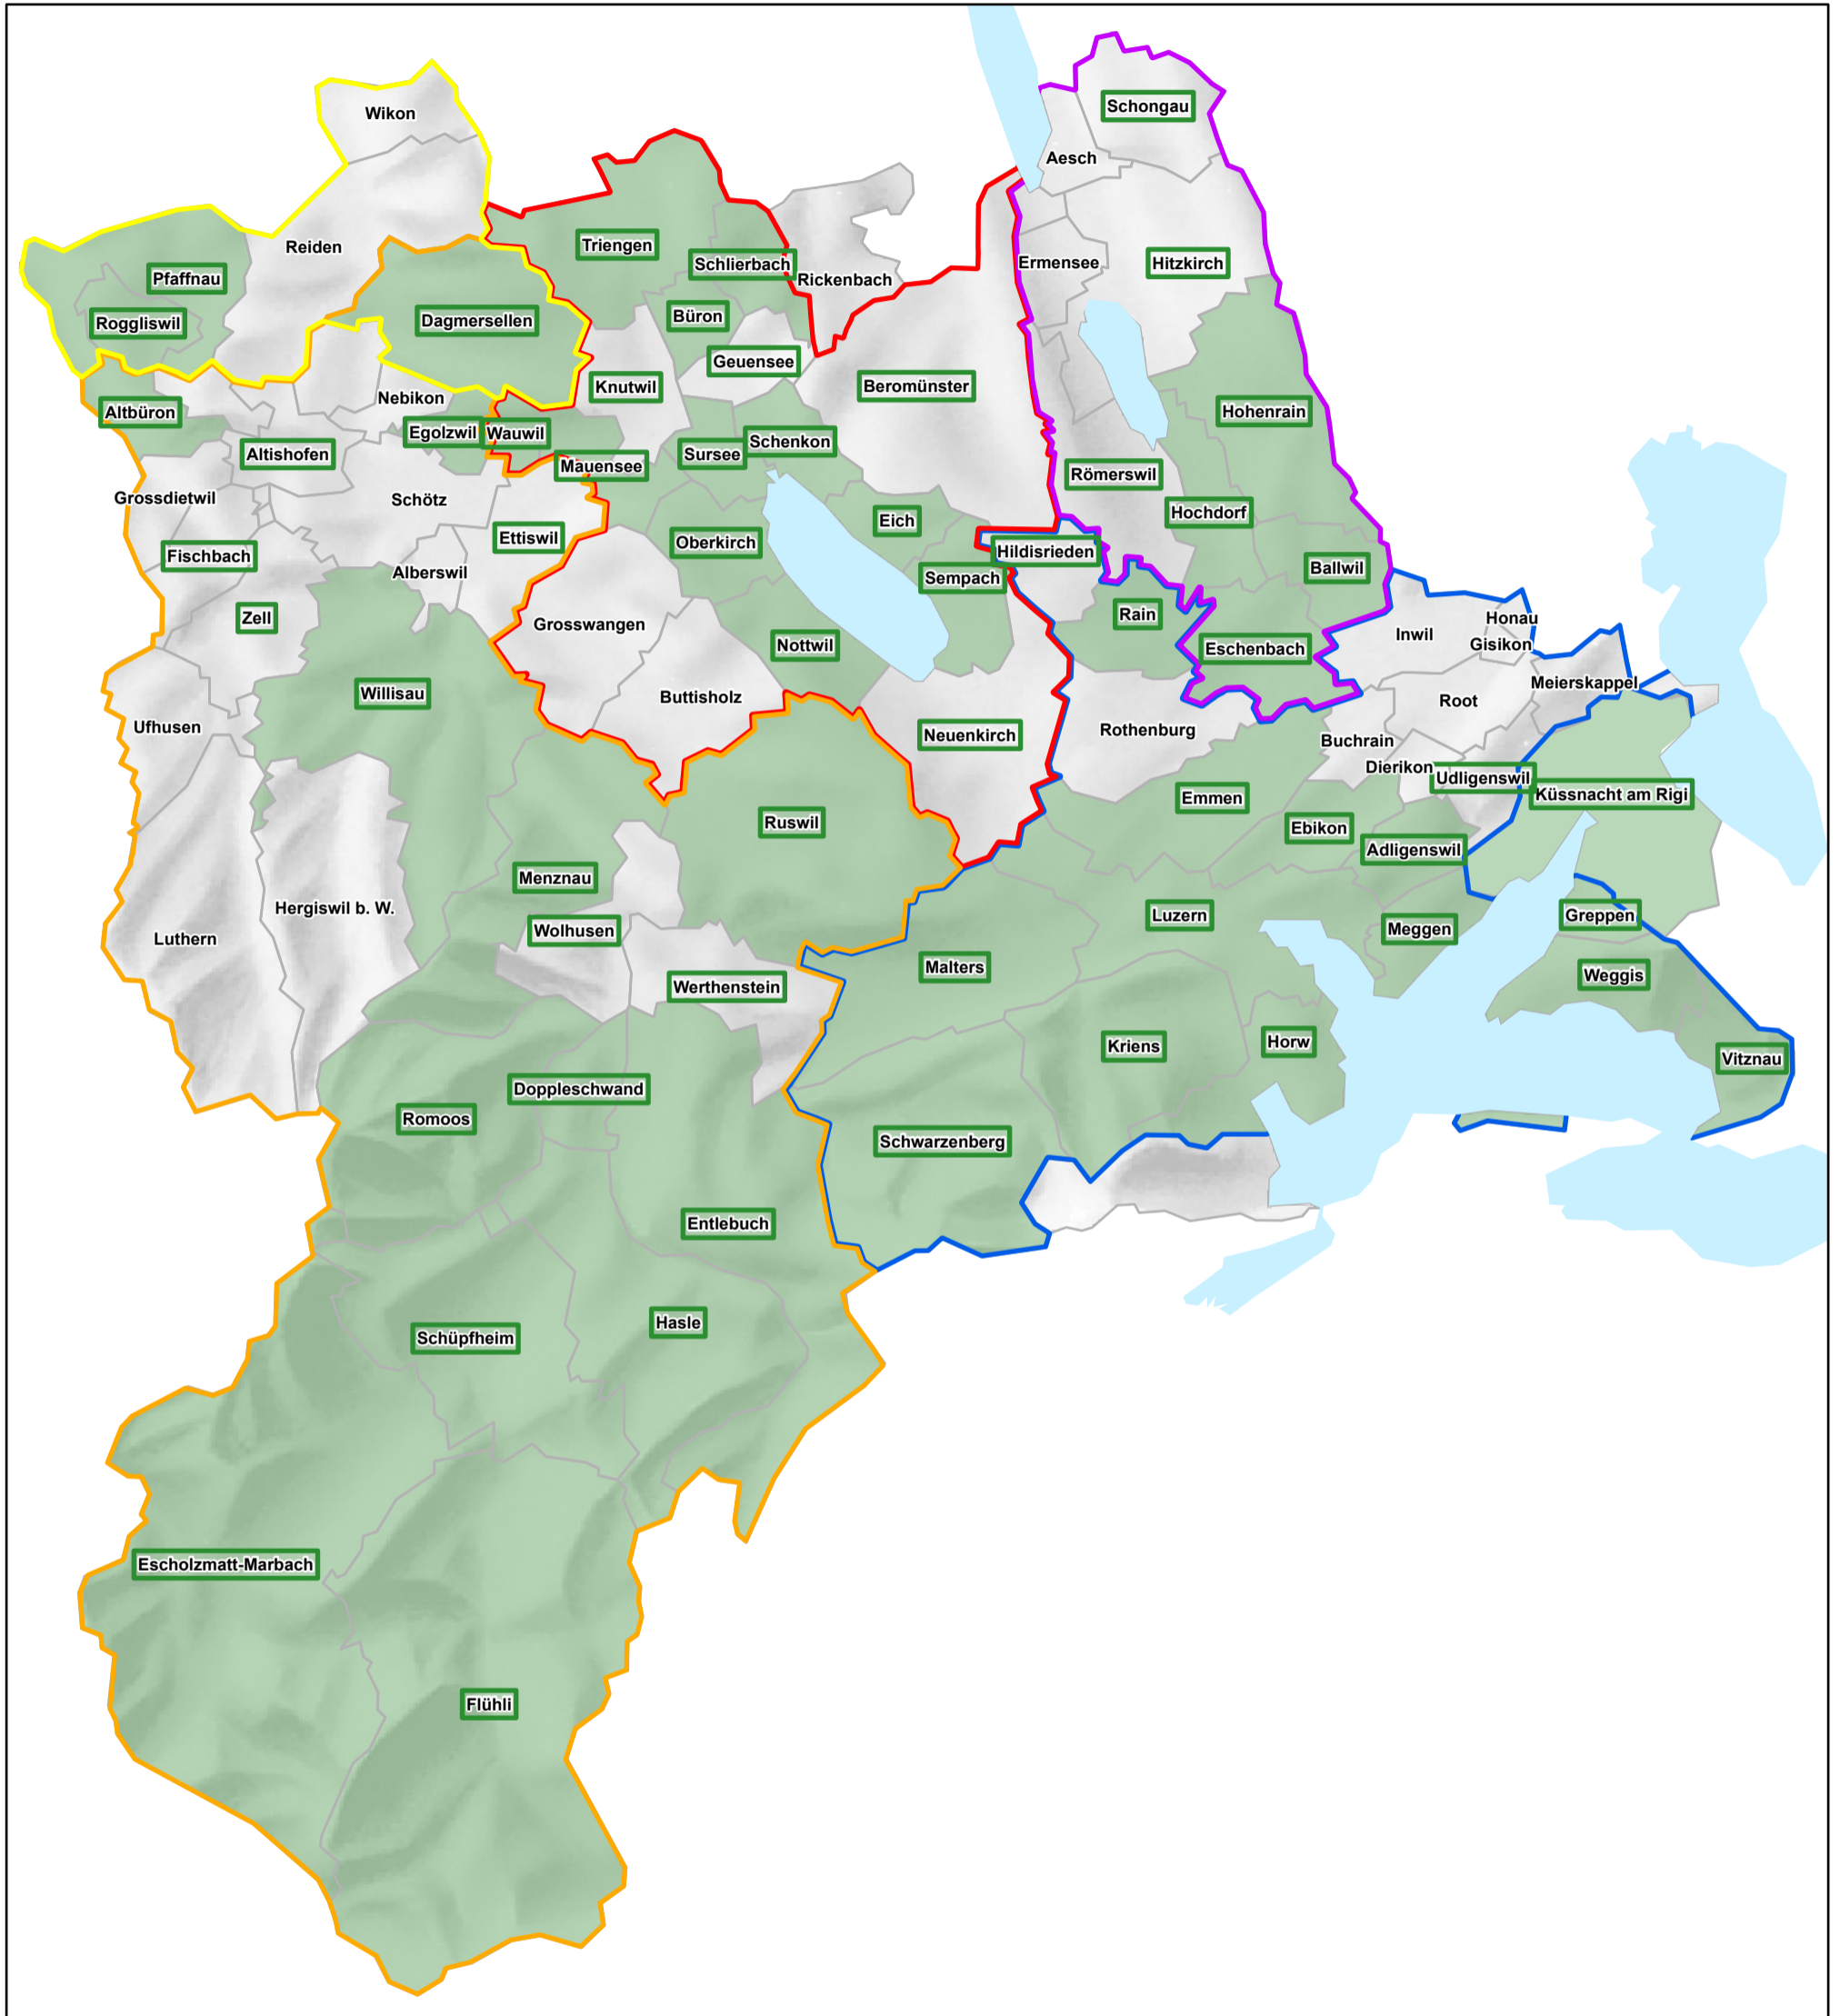 Schongau
Wikon
Aesch
Triengen
Reiden
Schlierbach
Ermensee
Hitzkirch
Pfaffnau
Rickenbach
Roggliswil
Dagmersellen
Büron
Geuensee
Knutwil
Beromünster
Nebikon
Altbüron
Hohenrain
Egolzwil
Wauwil
Schenkon
Altishofen
Sursee
Mauensee
Römerswil
Grossdietwil
Schötz
Hochdorf
Eich
Ettiswil
Oberkirch
Hildisrieden
Fischbach
Ballwil
Alberswil
Sempach
Rain
Zell
Honau
Grosswangen
Inwil
Nottwil
Gisikon
Eschenbach
Meierskappel
Willisau
Buttisholz
Root
Ufhusen
Rothenburg
Neuenkirch
Buchrain
Dierikon
Udligenswil
Küssnacht am Rigi
Emmen
Ruswil
Ebikon
Adligenswil
Menznau
Hergiswil b. W.
Luzern
Greppen
Wolhusen
Meggen
Luthern
Malters
Weggis
Werthenstein
Horw
Kriens
Vitznau
Doppleschwand
Romoos
Schwarzenberg
Entlebuch
Hasle
Schüpfheim
Escholzmatt-Marbach
Flühli